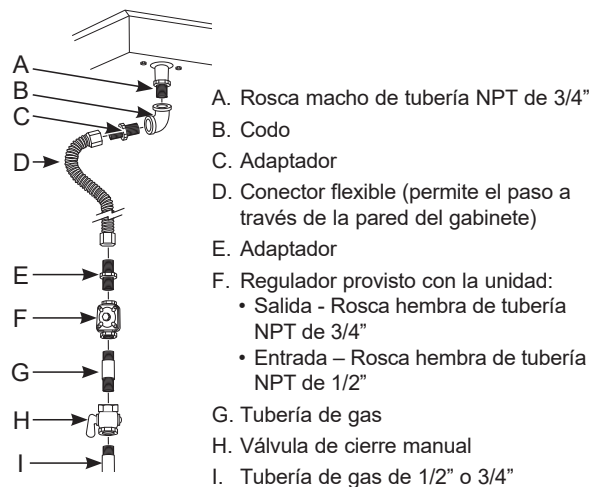 A
B
C
D
E
F
G
H
I
A. Rosca macho de tubería NPT de 3/4”
B. Codo
C. Adaptador
D. Conector flexible (permite el paso a
través de la pared del gabinete)
E. Adaptador
F. Regulador provisto con la unidad:
• Salida - Rosca hembra de tubería
NPT de 3/4”
• Entrada – Rosca hembra de tubería
NPT de 1/2”
G. Tubería de gas
H. Válvula de cierre manual
I. Tubería de gas de 1/2” o 3/4”